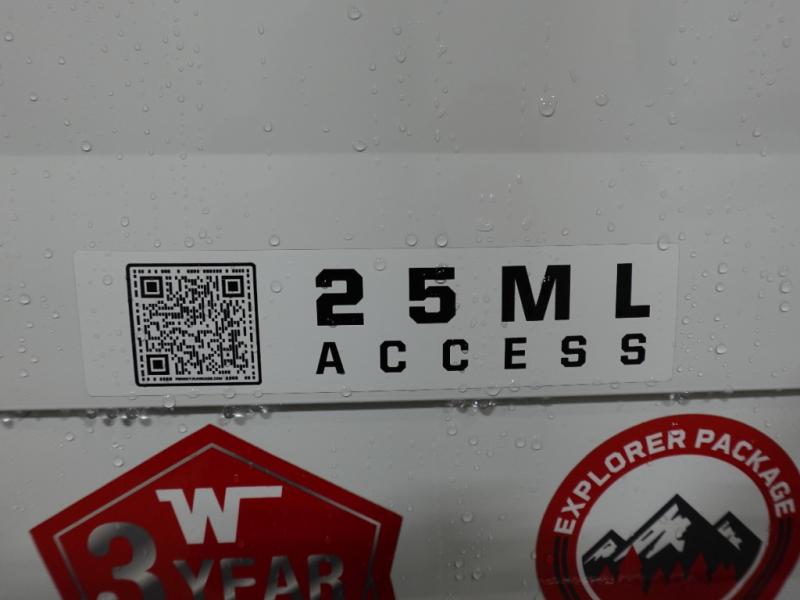 25ML
ACCESS
W
3 YEAR
EXPLORER PACKAGE